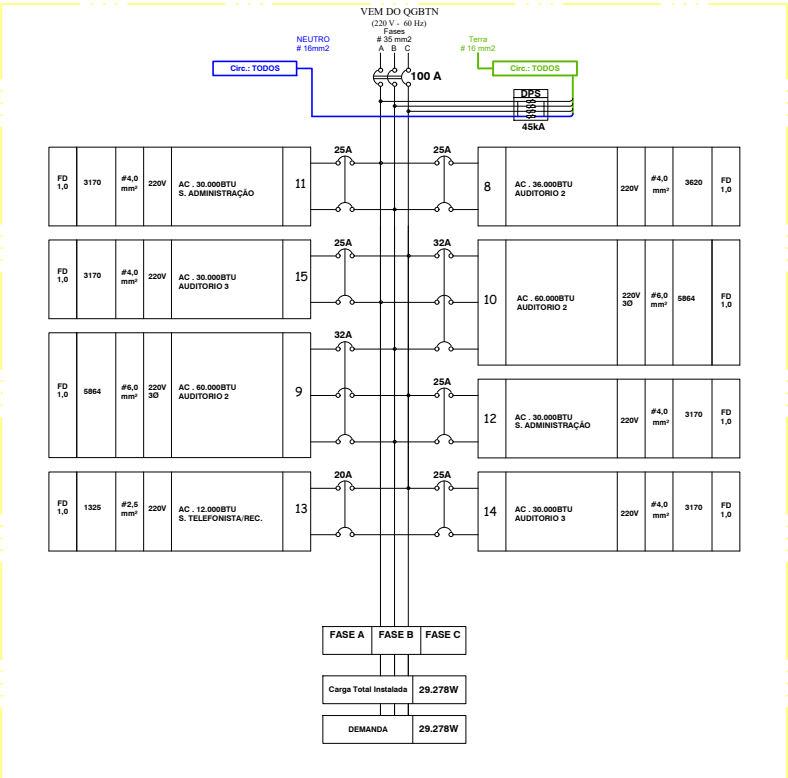 VEM DO QGBTN
(220 V - 60 Hz)
Fases
# 35 mm2
A B C
NEUTRO
# 16mm2
Terra
# 16 mm2
Circ.: TODOS
Circ.: TODOS
100 A
DPS
45kA
25A
FD
1,0
3170
#4,0
mm²
220V
AC . 30.000BTU
S. ADMINISTRAÇÃO
11
25A
8
AC . 36.000BTU
AUDITORIO 2
220V
#4,0
mm²
3620
FD
1,0
25A
FD
1,0
3170
#4,0
mm²
220V
AC . 30.000BTU
AUDITORIO 3
15
32A
10
AC . 60.000BTU
AUDITORIO 2
220V
3Ø
#6,0
mm²
5864
FD
1,0
32A
FD
1,0
5864
#6,0
mm²
220V
3Ø
AC . 60.000BTU
AUDITORIO 2
9
25A
12
AC . 30.000BTU
S. ADMINISTRAÇÃO
220V
#4,0
mm²
3170
FD
1,0
20A
FD
1,0
1325
#2,5
mm²
220V
AC . 12.000BTU
S. TELEFONISTA/REC.
13
25A
14
AC . 30.000BTU
AUDITORIO 3
220V
#4,0
mm²
3170
FD
1,0
FASE A FASE B FASE C
Carga Total Instalada 29.278W
DEMANDA 29.278W